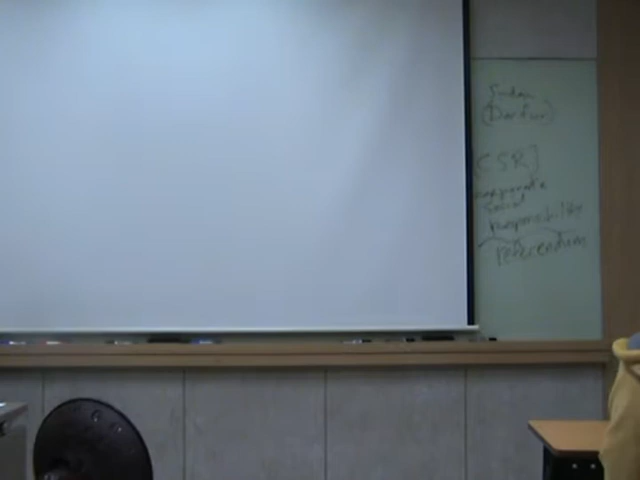 Sudan
(Darfur)
CSR]
corporate
social
responsibility
referendum